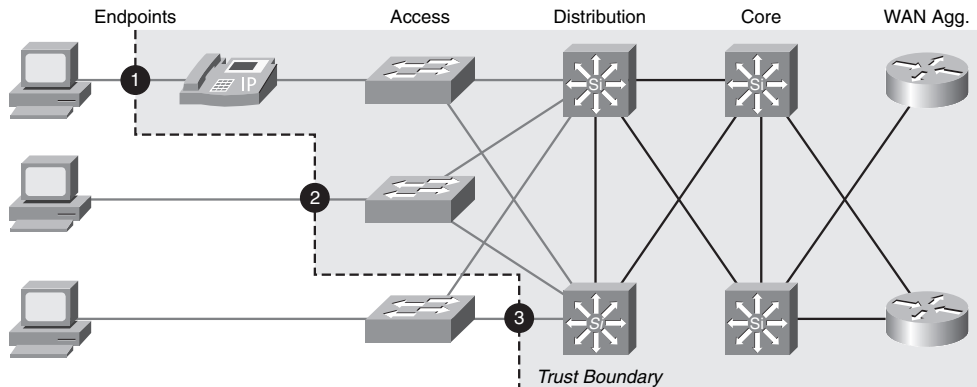 Endpoints Access Distribution Core WAN Agg.
1 IP Si Si
2
3 Si Si
Trust Boundary